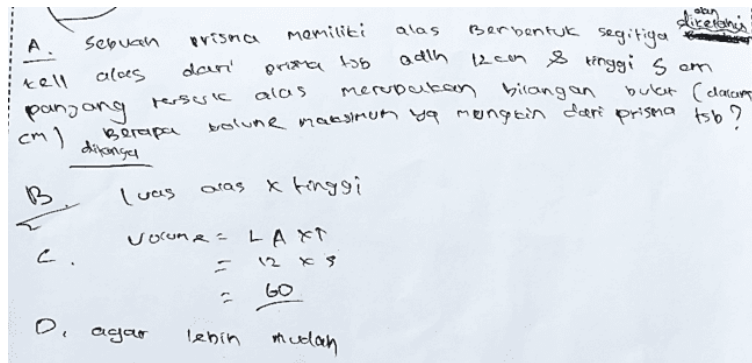 atau diketahui
A. Sebuah prisma memiliki alas Berbentuk segitiga
kell alas dari prisma tsb adlh 12 cm & tinggi 5 cm
panjang rusuk alas merupakan bilangan bulat (dalam
cm) Berapa volume maksimum yg mungkin dari prisma tsb?
ditanya
B. luas alas x tinggi
C. Volume = LA x T
= 12 x 5
= 60
D. agar lebih mudah